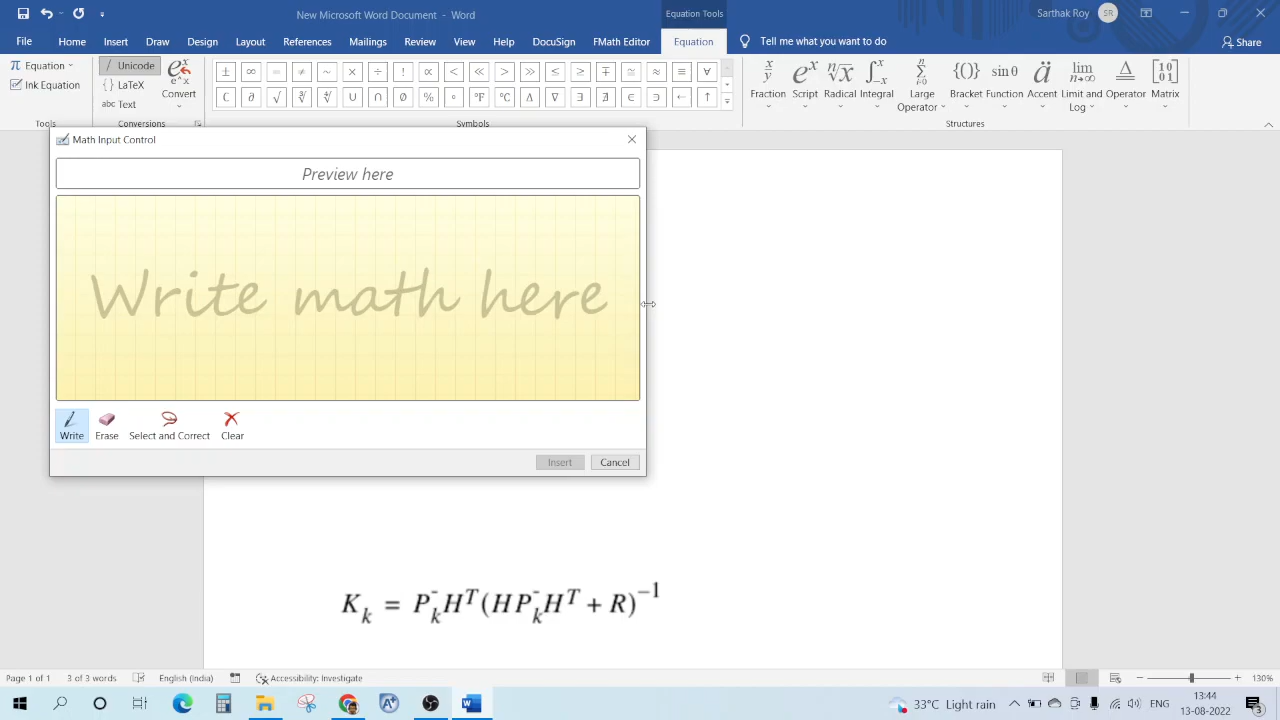 New Microsoft Word Document - Word
Equation Tools
Sarthak Roy SR
File Home Insert Draw Design Layout References Mailings Review View Help DocuSign FMath Editor Equation Tell me what you want to do Share
π Equation
Ink Equation
Tools
Unicode
{ } LaTeX
abc Text
Convert
Conversions
± ∞ = ≠ ~ × ÷ ! ∝ < ≪ > ≫ ≤ ≥ ∓ ≅ ≈ ≡ ∀
∁ ∂ √ ∛ ∜ ∪ ∩ ∅ % ° °F °C ∆ ∇ ∃ ∄ ∈ ∋ ← ↑
Symbols
Fraction Script Radical Integral Large Operator Bracket Function Accent Limit and Log Operator Matrix
Structures
Math Input Control
Preview here
Write math here
Write Erase Select and Correct Clear
Insert Cancel
K_k = P_k^- H^T (H P_k^- H^T + R)^{-1}
Page 1 of 1 3 of 3 words English (India) Accessibility: Investigate 130%
33°C Light rain
13:44
13-08-2022
3